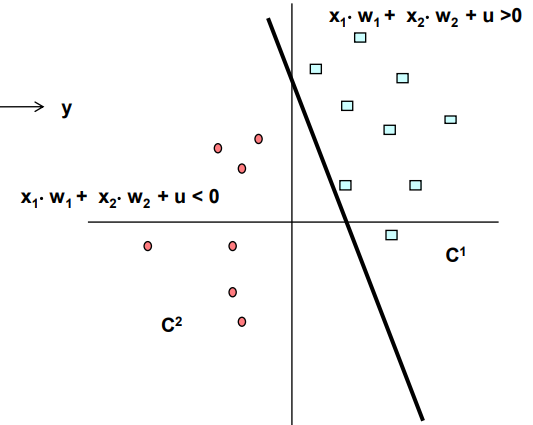 x₁· w₁ + x₂· w₂ + u >0
y
x₁· w₁ + x₂· w₂ + u < 0
C¹
C²